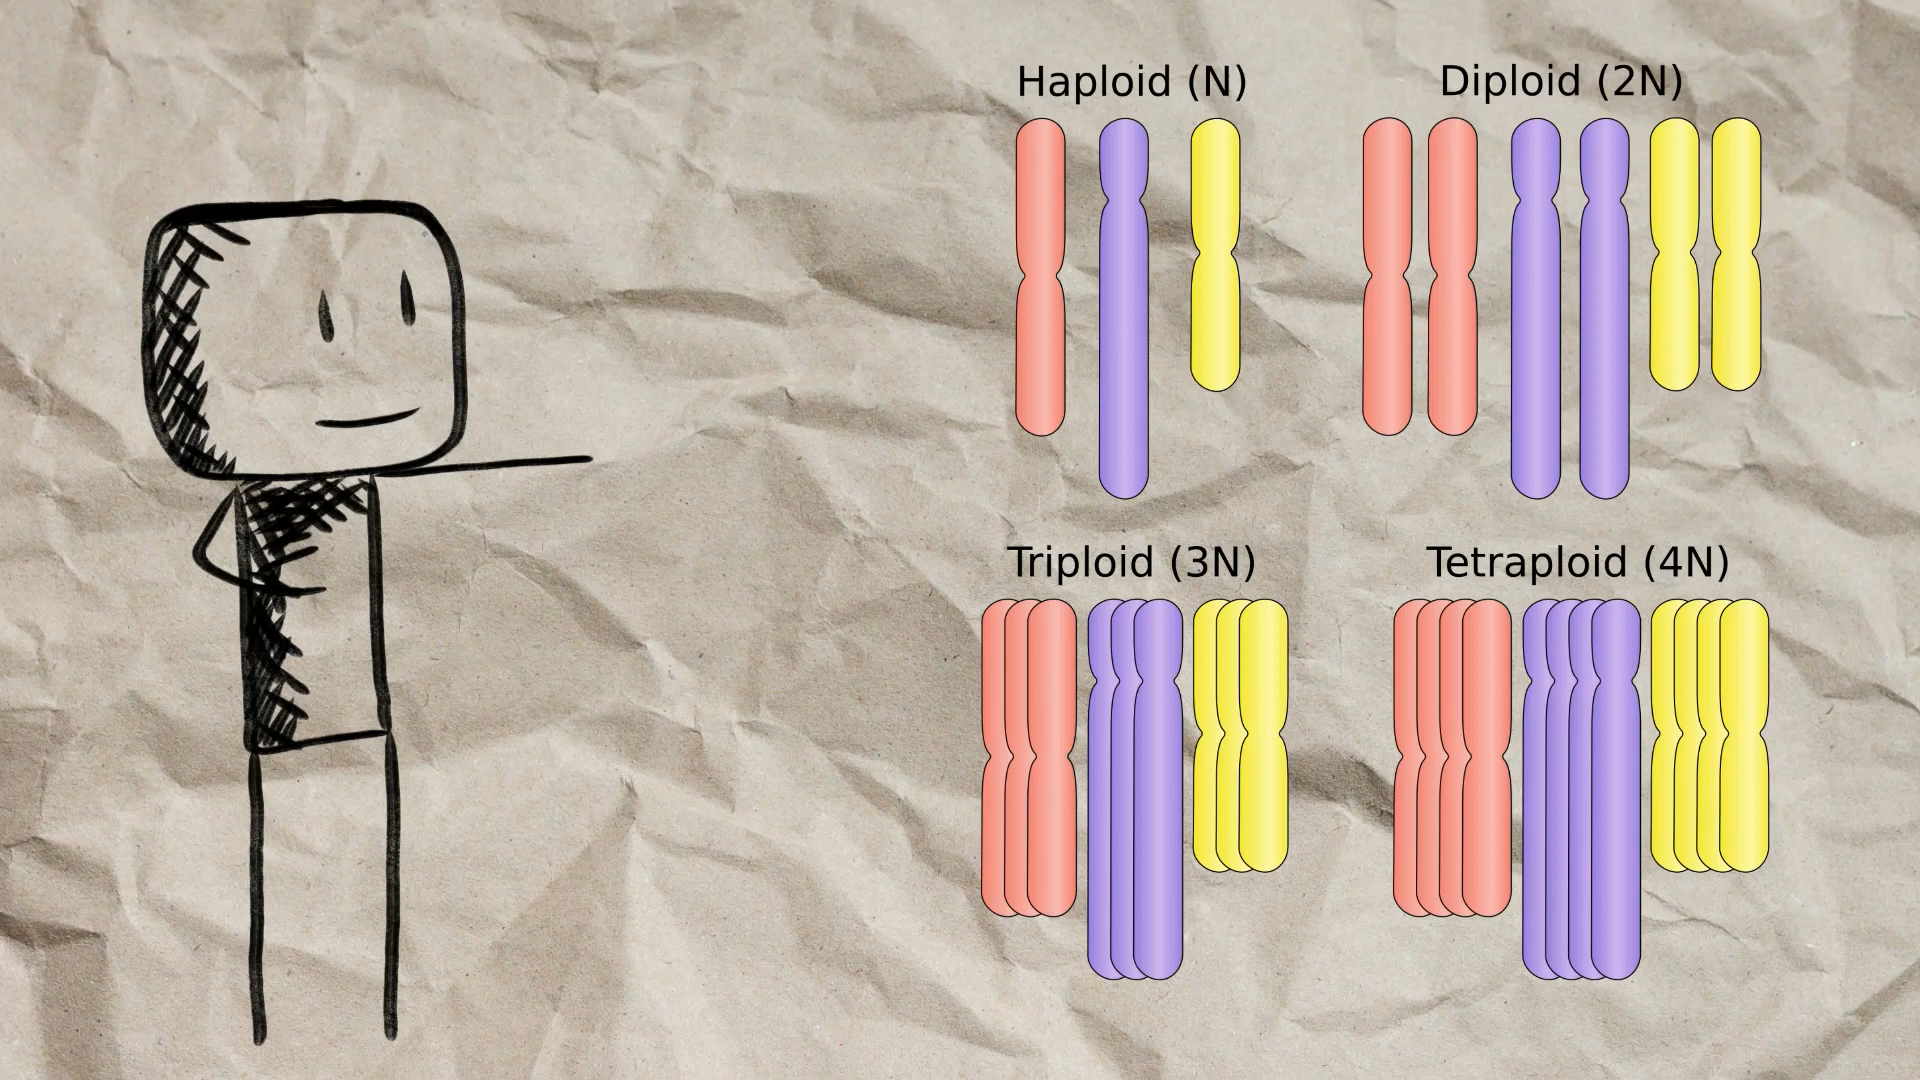 Haploid (N)
Diploid (2N)
Triploid (3N)
Tetraploid (4N)